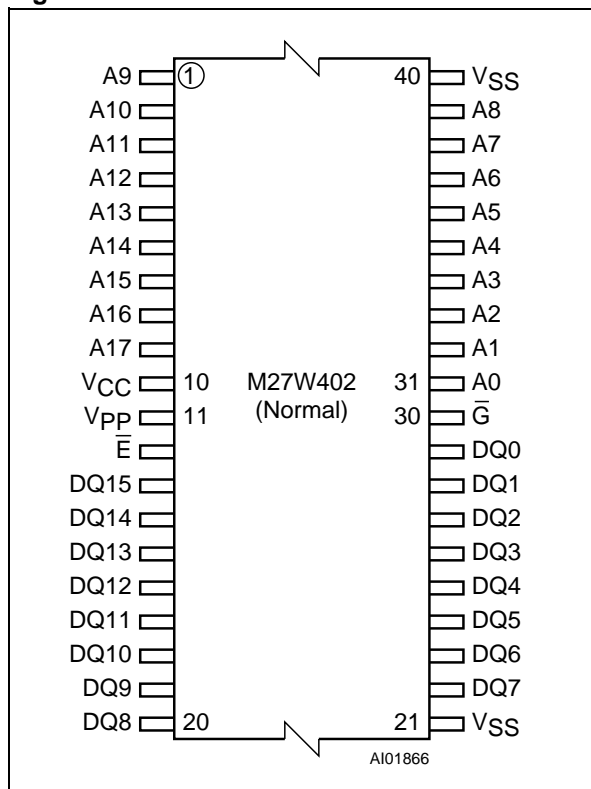 A9 1 40 VSS
A10 A8
A11 A7
A12 A6
A13 A5
A14 A4
A15 A3
A16 A2
A17 A1
VCC 10 M27W402 31 A0
VPP 11 (Normal) 30 G̅
E̅ DQ0
DQ15 DQ1
DQ14 DQ2
DQ13 DQ3
DQ12 DQ4
DQ11 DQ5
DQ10 DQ6
DQ9 DQ7
DQ8 20 21 VSS
AI01866